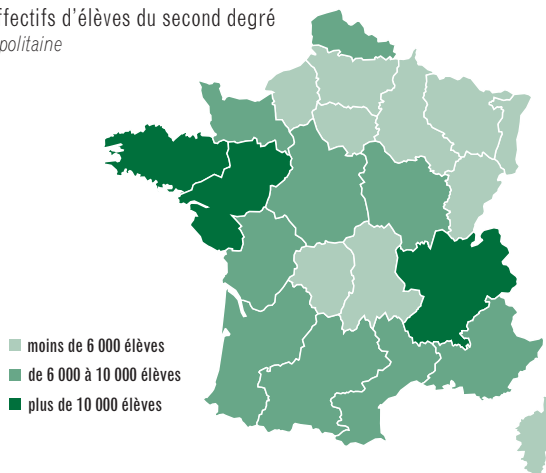 ffectifs d'élèves du second degré
politaine
moins de 6 000 élèves
de 6 000 à 10 000 élèves
plus de 10 000 élèves